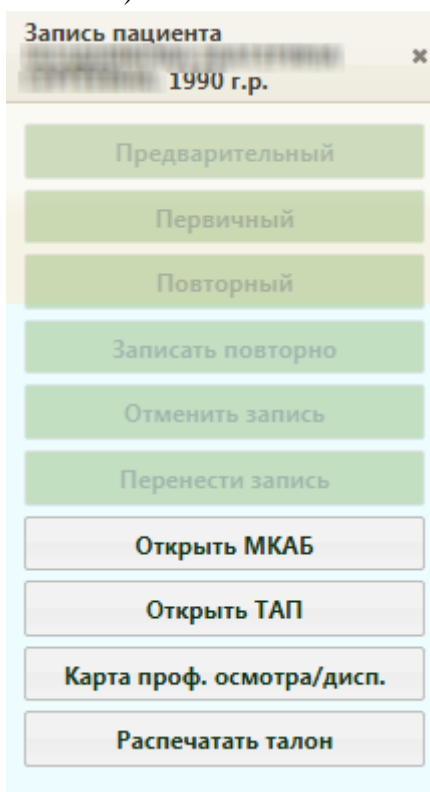 Запись пациента
1990 г.р.
Предварительный
Первичный
Повторный
Записать повторно
Отменить запись
Перенести запись
Открыть МКАБ
Открыть ТАП
Карта проф. осмотра/дисп.
Распечатать талон